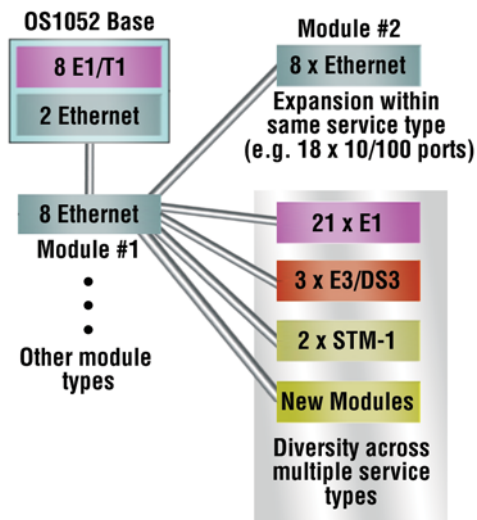 OS1052 Base
8 E1/T1
2 Ethernet
8 Ethernet
Module #1
Other module
types
Module #2
8 x Ethernet
Expansion within
same service type
(e.g. 18 x 10/100 ports)
21 x E1
3 x E3/DS3
2 x STM-1
New Modules
Diversity across
multiple service
types